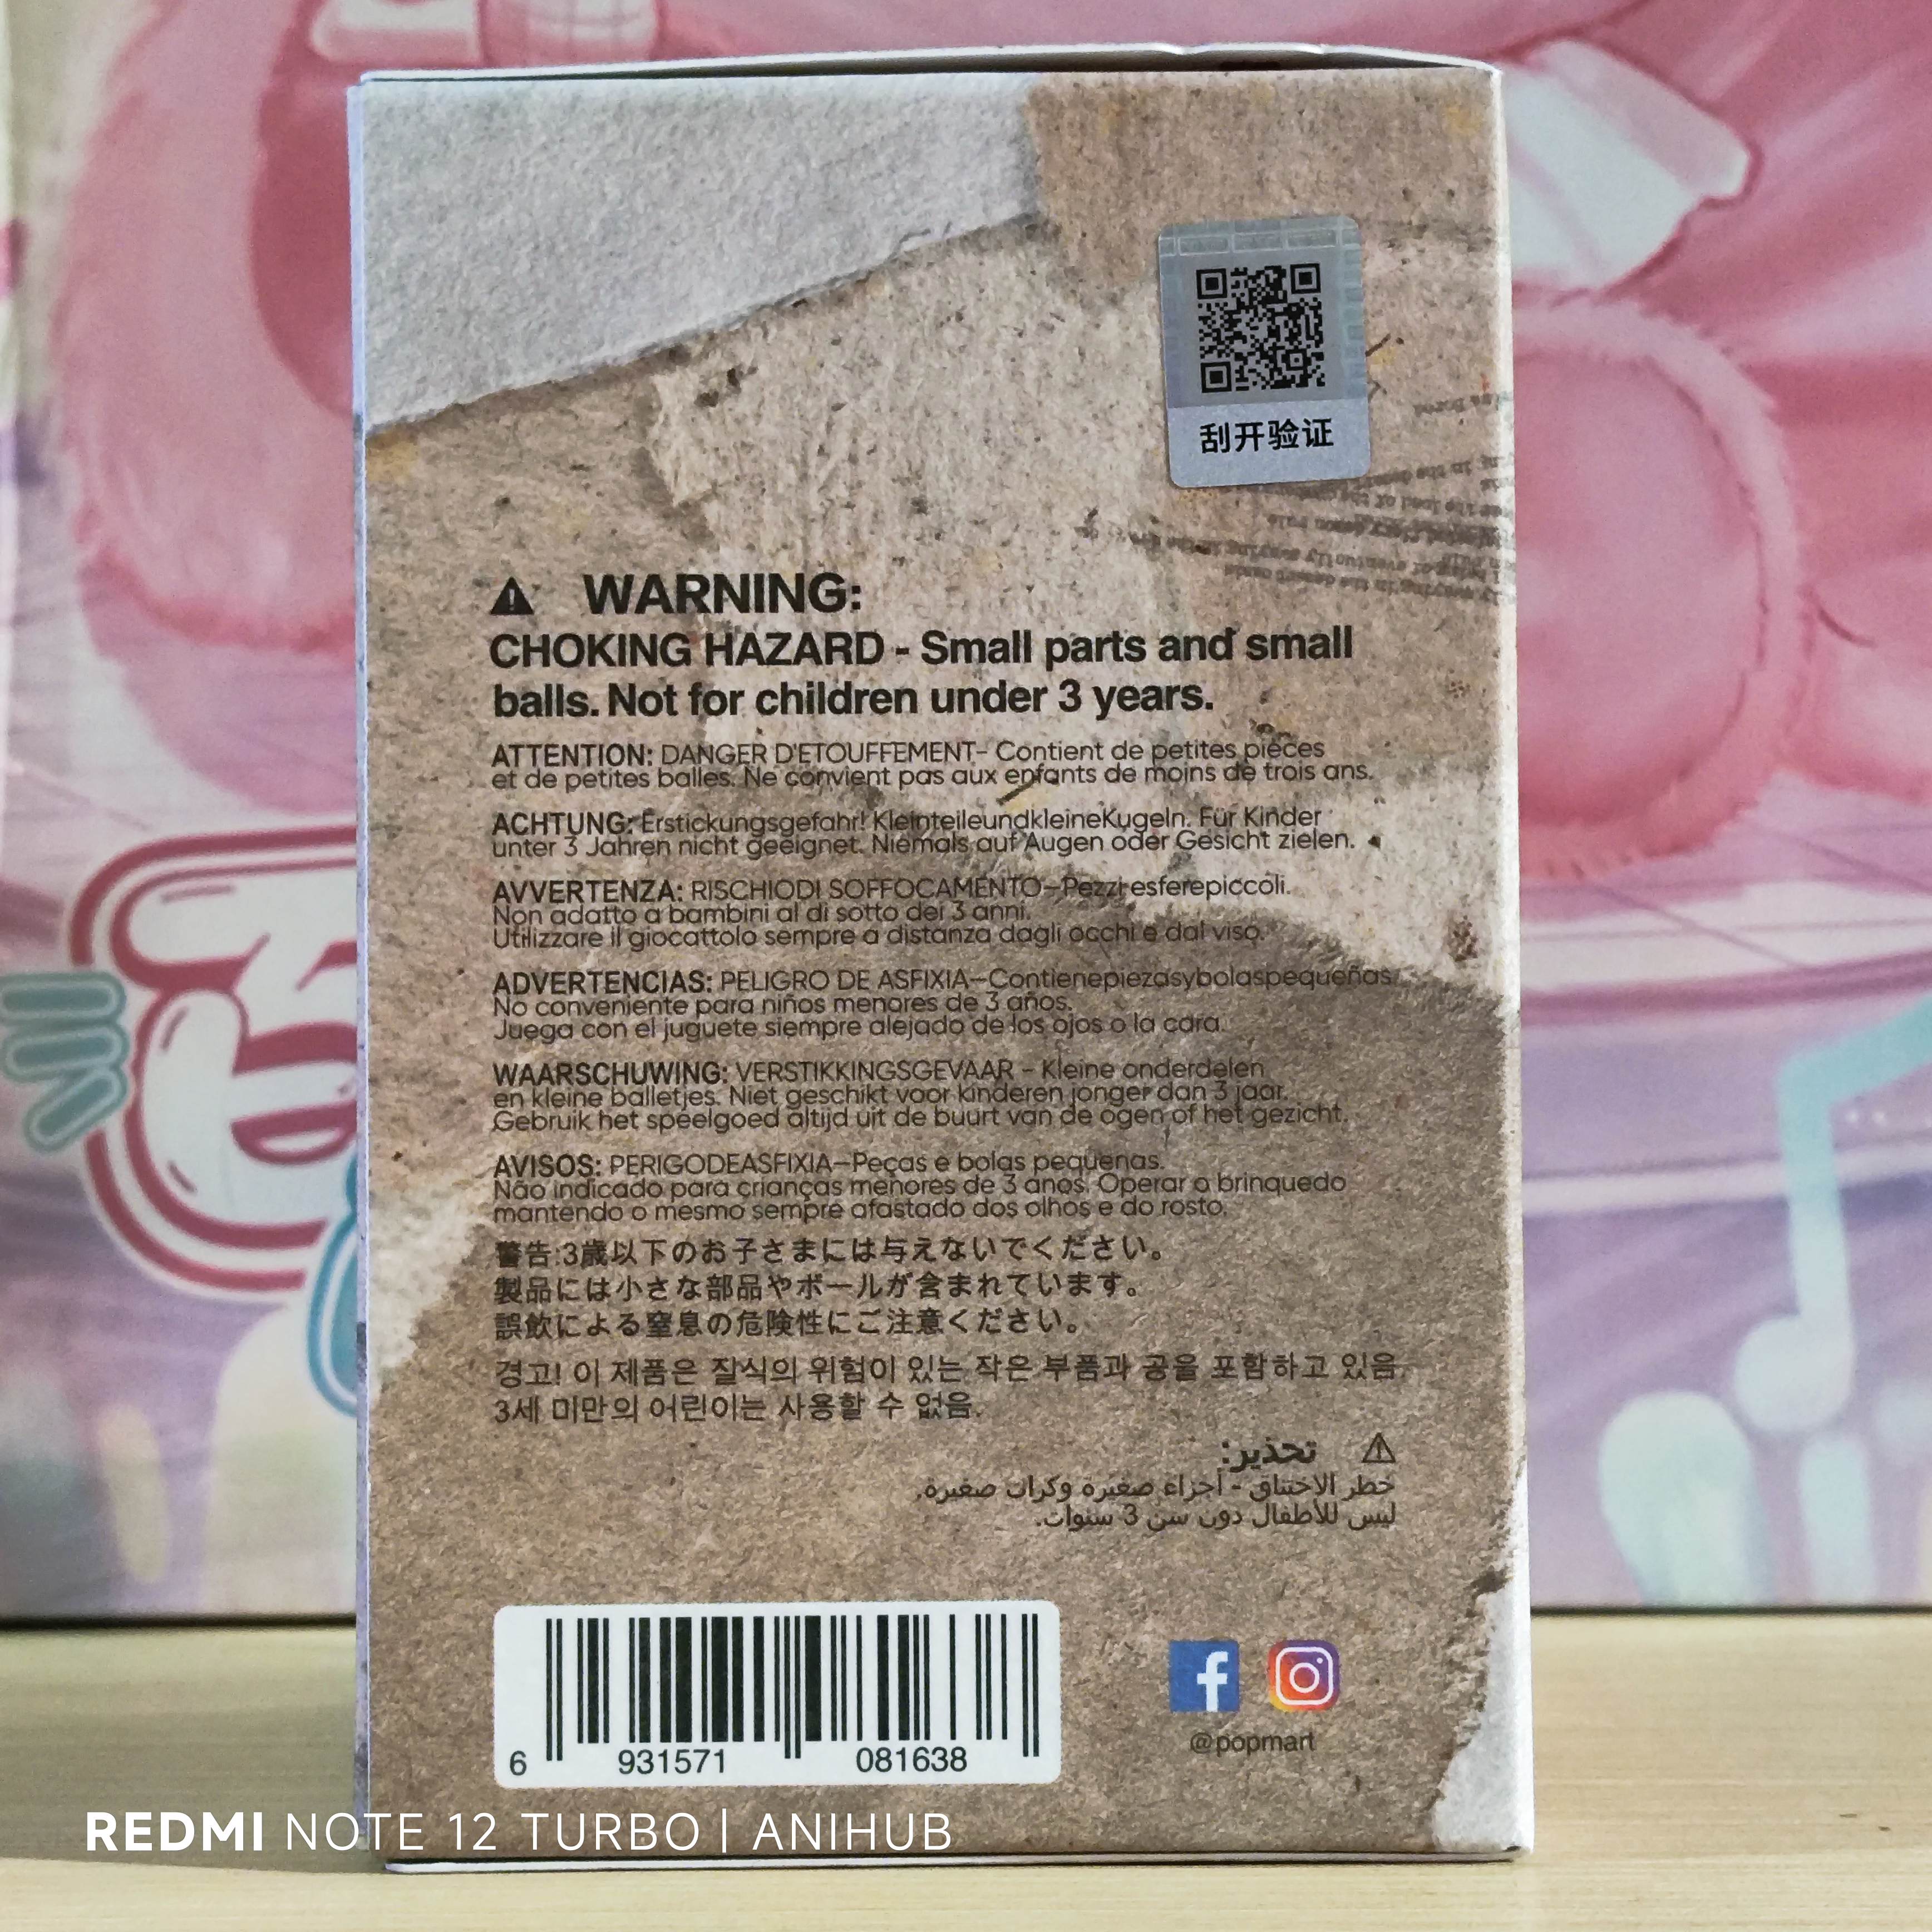 刮开验证
WARNING:
CHOKING HAZARD - Small parts and small
balls. Not for children under 3 years.
ATTENTION: DANGER D'ETOUFFEMENT- Contient de petites pièces
et de petites balles. Ne convient pas aux enfants de moins de trois ans.
ACHTUNG: Erstickungsgefahr! KleinteileundkleineKugeln. Für Kinder
unter 3 Jahren nicht geeignet. Niemals auf Augen oder Gesicht zielen.
AVVERTENZA: RISCHIODI SOFFOCAMENTO-Pezzi esferepiccoli.
Non adatto a bambini al di sotto dei 3 anni.
Utilizzare il giocattolo sempre a distanza dagli occhi e dal viso.
ADVERTENCIAS: PELIGRO DE ASFIXIA-Contienepiezasybolaspequeñas.
No conveniente para niños menores de 3 años.
Juega con el juguete siempre alejado de los ojos o la cara.
WAARSCHUWING: VERSTIKKINGSGEVAAR - Kleine onderdelen
en kleine balletjes. Niet geschikt voor kinderen jonger dan 3 jaar.
Gebruik het speelgoed altijd uit de buurt van de ogen of het gezicht.
AVISOS: PERIGODEASFIXIA-Peças e bolas pequenas.
Não indicado para crianças menores de 3 anos. Operar o brinquedo
mantendo o mesmo sempre afastado dos olhos e do rosto.
警告:3歳以下のお子さまには与えないでください。
製品には小さな部品やボールが含まれています。
誤飲による窒息の危険性にご注意ください。
경고! 이 제품은 질식의 위험이 있는 작은 부품과 공을 포함하고 있음.
3세 미만의 어린이는 사용할 수 없음.
تحذير:
خطر الاختناق - أجزاء صغيرة وكرات صغيرة.
ليس للأطفال دون سن 3 سنوات.
6 931571 081638
@popmart
REDMI NOTE 12 TURBO | ANIHUB